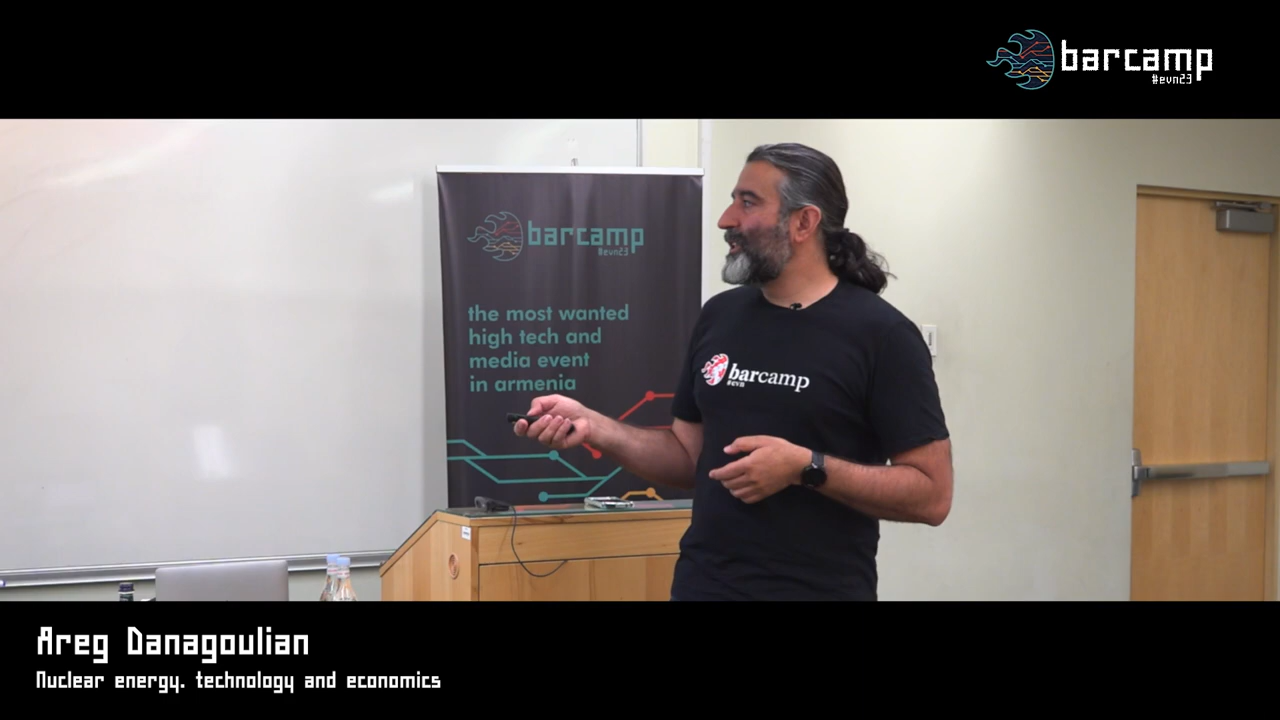 barcamp
#evn23
barcamp
#evn23
the most wanted
high tech and
media event
in armenia
barcamp
#evn
Areg Danagoulian
Nuclear energy. technology and economics